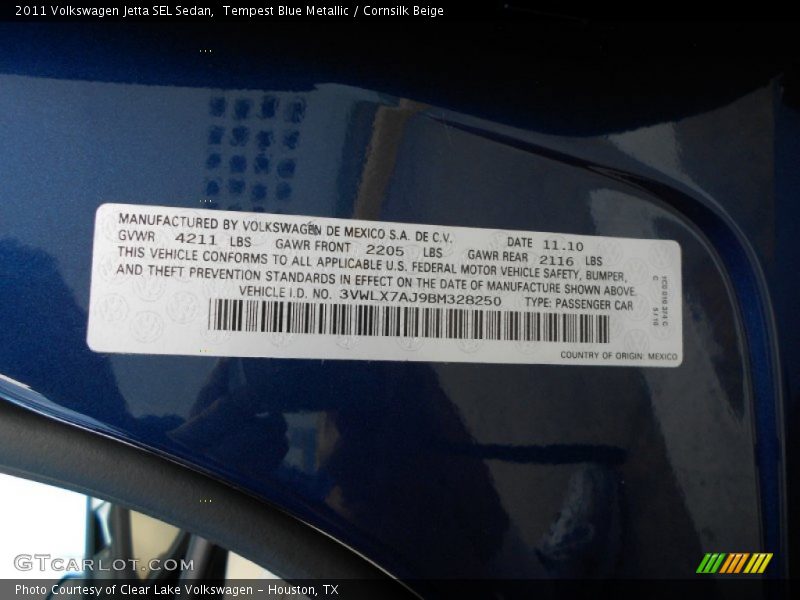 2011 Volkswagen Jetta SEL Sedan,  Tempest Blue Metallic / Cornsilk Beige
MANUFACTURED BY VOLKSWAGEN DE MEXICO S.A. DE C.V. DATE 11.10
GVWR 4211 LBS GAWR FRONT 2205 LBS GAWR REAR 2116 LBS
THIS VEHICLE CONFORMS TO ALL APPLICABLE U.S. FEDERAL MOTOR VEHICLE SAFETY, BUMPER,
AND THEFT PREVENTION STANDARDS IN EFFECT ON THE DATE OF MANUFACTURE SHOWN ABOVE.
VEHICLE I.D. NO. 3VWLX7AJ9BM328250 TYPE: PASSENGER CAR
COUNTRY OF ORIGIN: MEXICO
GTCARLOT.COM
Photo Courtesy of Clear Lake Volkswagen - Houston, TX